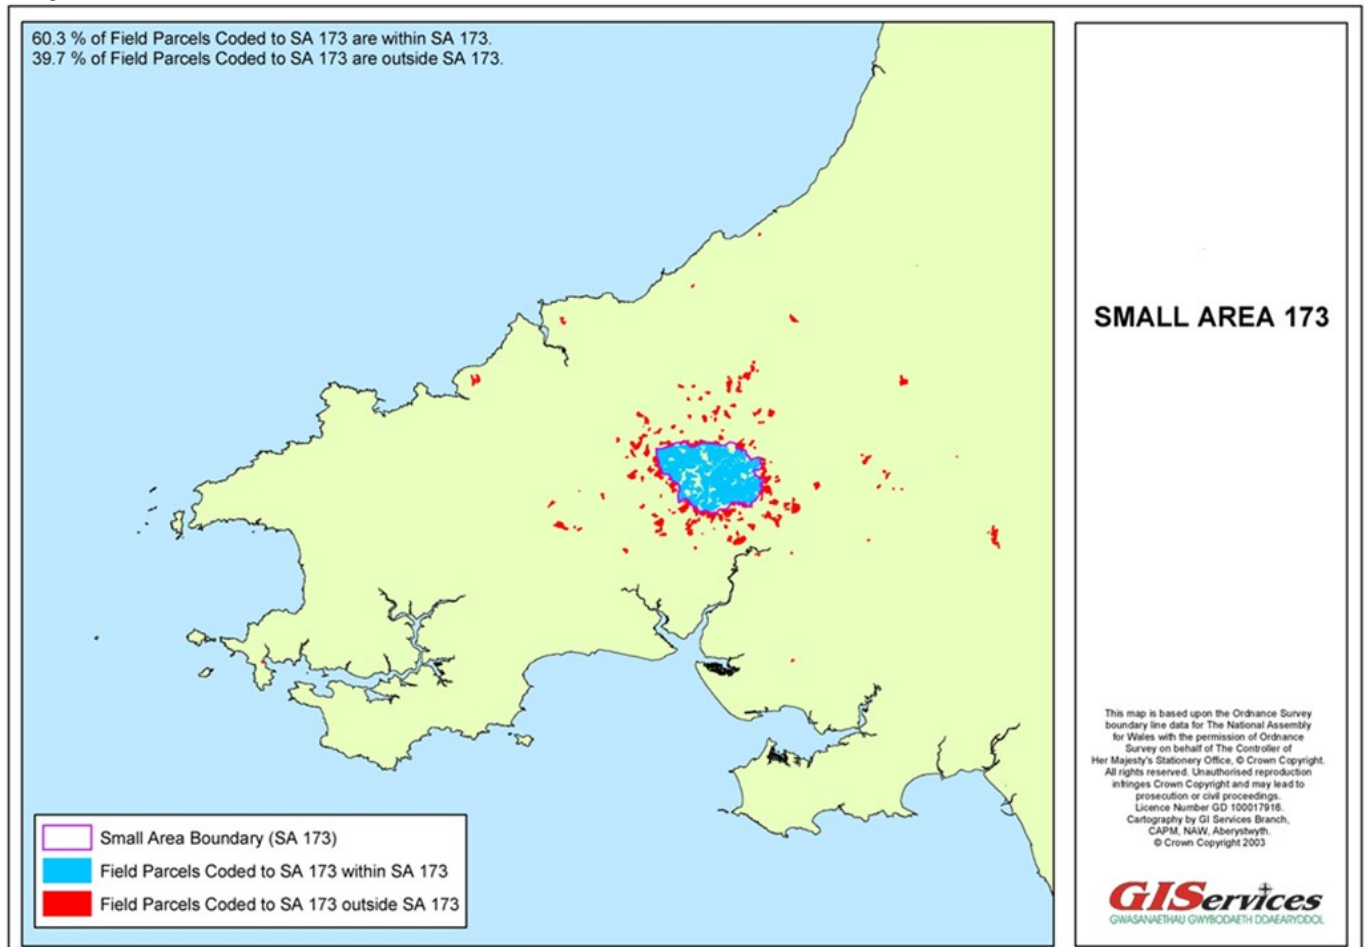 60.3 % of Field Parcels Coded to SA 173 are within SA 173.
39.7 % of Field Parcels Coded to SA 173 are outside SA 173.
SMALL AREA 173
This map is based upon the Ordnance Survey
boundary line data for The National Assembly
for Wales with the permission of Ordnance
Survey on behalf of The Controller of
Her Majesty's Stationery Office, © Crown Copyright.
All rights reserved. Unauthorised reproduction
infringes Crown Copyright and may lead to
prosecution or civil proceedings.
Licence Number GD 100017916.
Cartography by GI Services Branch,
CAPM, NAW, Aberystwyth.
© Crown Copyright 2003
GIServices
GWASANAETHAU GWYBODAETH DDAEARYDDOL
Small Area Boundary (SA 173)
Field Parcels Coded to SA 173 within SA 173
Field Parcels Coded to SA 173 outside SA 173